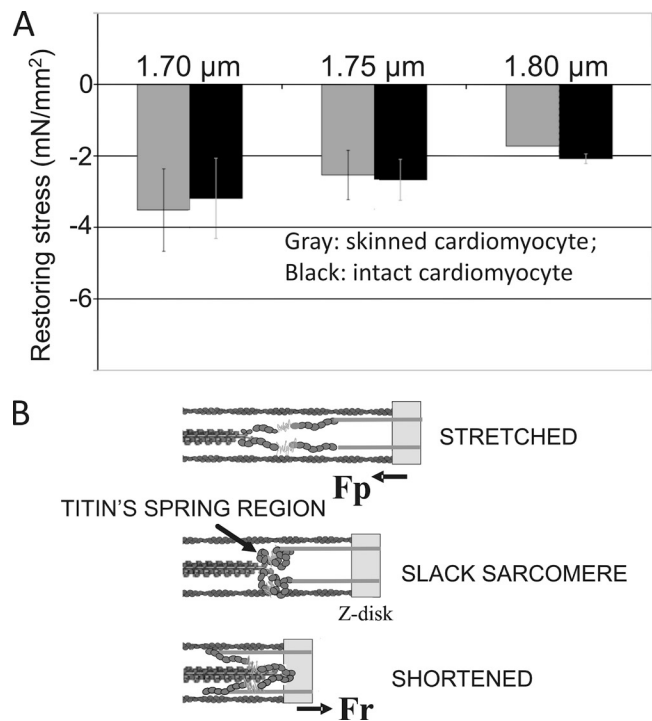 A
Restoring stress (mN/mm²)
1.70 µm 1.75 µm 1.80 µm
0
-2
-4
-6
Gray: skinned cardiomyocyte;
Black: intact cardiomyocyte
B
STRETCHED
Fp
TITIN'S SPRING REGION
SLACK SARCOMERE
Z-disk
SHORTENED
Fr